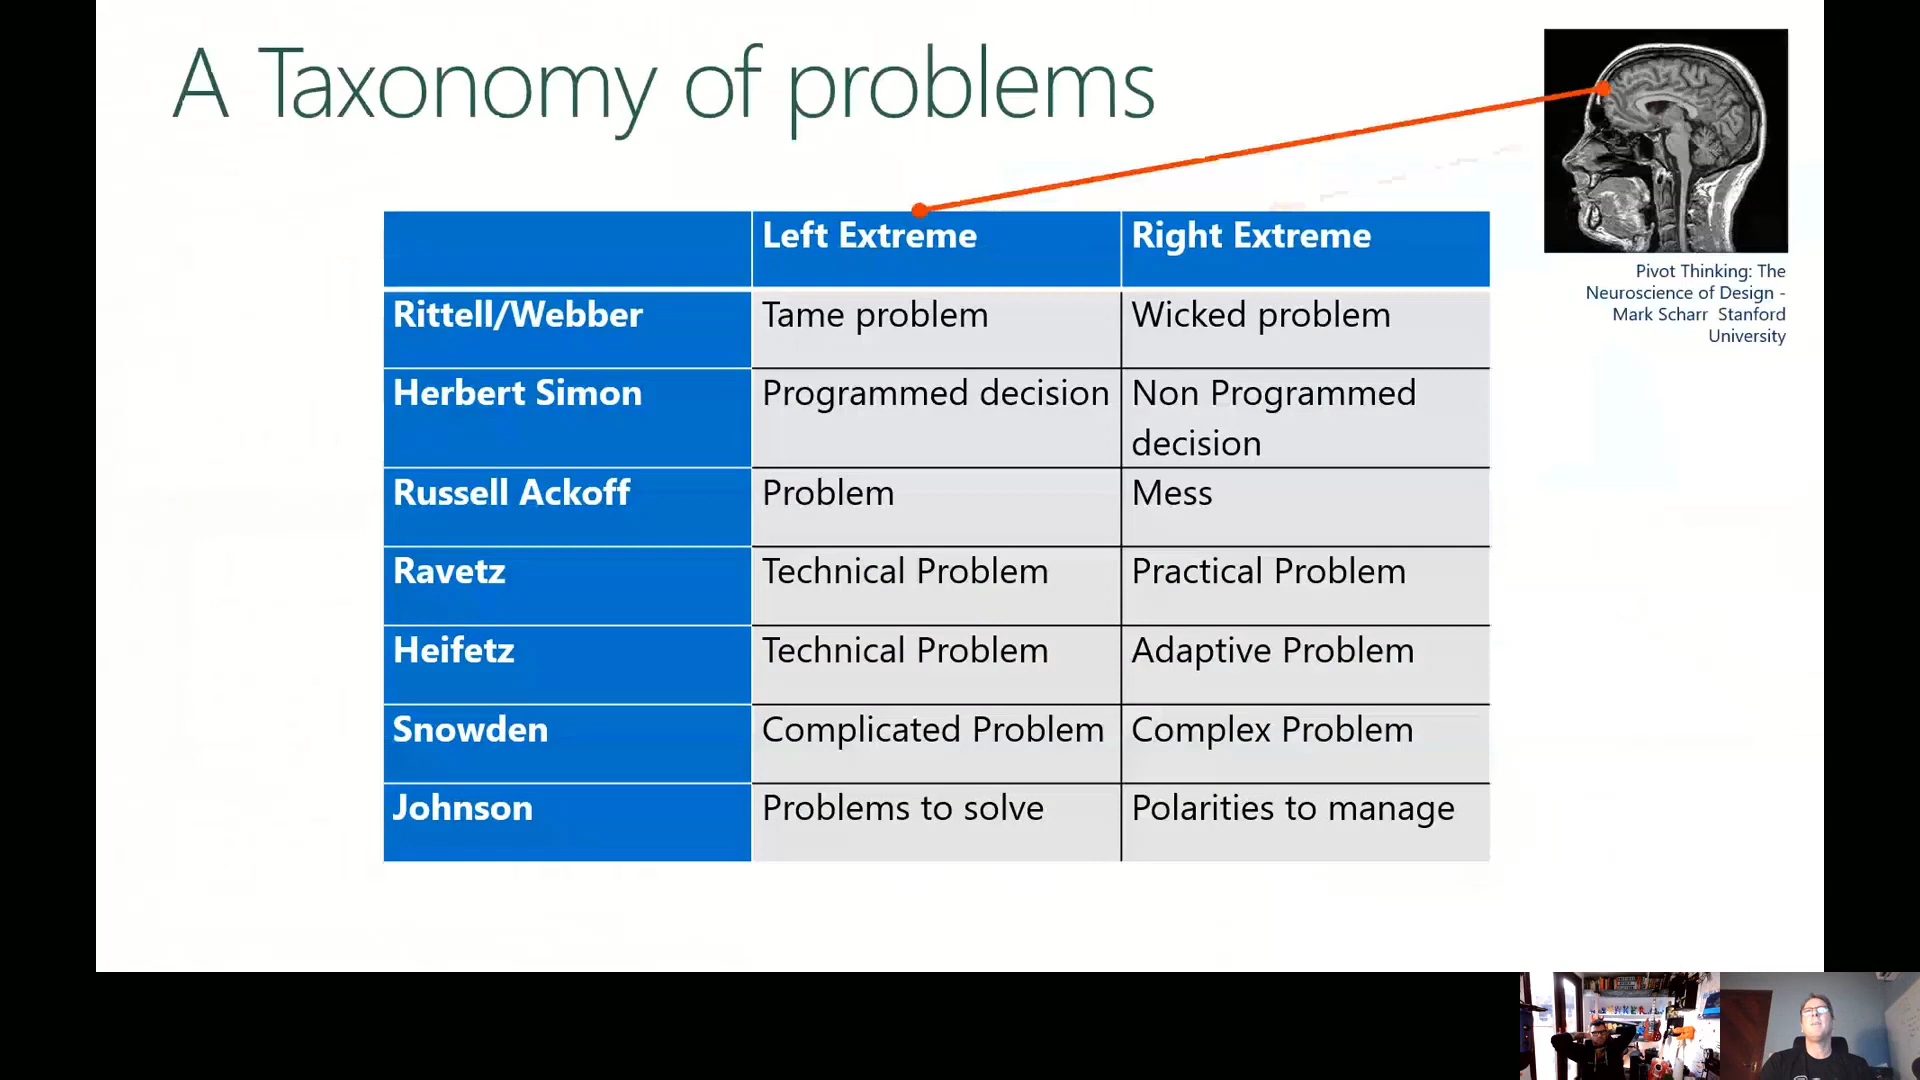 A Taxonomy of problems
Left Extreme
Right Extreme
Rittell/Webber
Tame problem
Wicked problem
Herbert Simon
Programmed decision
Non Programmed
decision
Russell Ackoff
Problem
Mess
Ravetz
Technical Problem
Practical Problem
Heifetz
Technical Problem
Adaptive Problem
Snowden
Complicated Problem
Complex Problem
Johnson
Problems to solve
Polarities to manage
Pivot Thinking: The
Neuroscience of Design -
Mark Scharr  Stanford
University